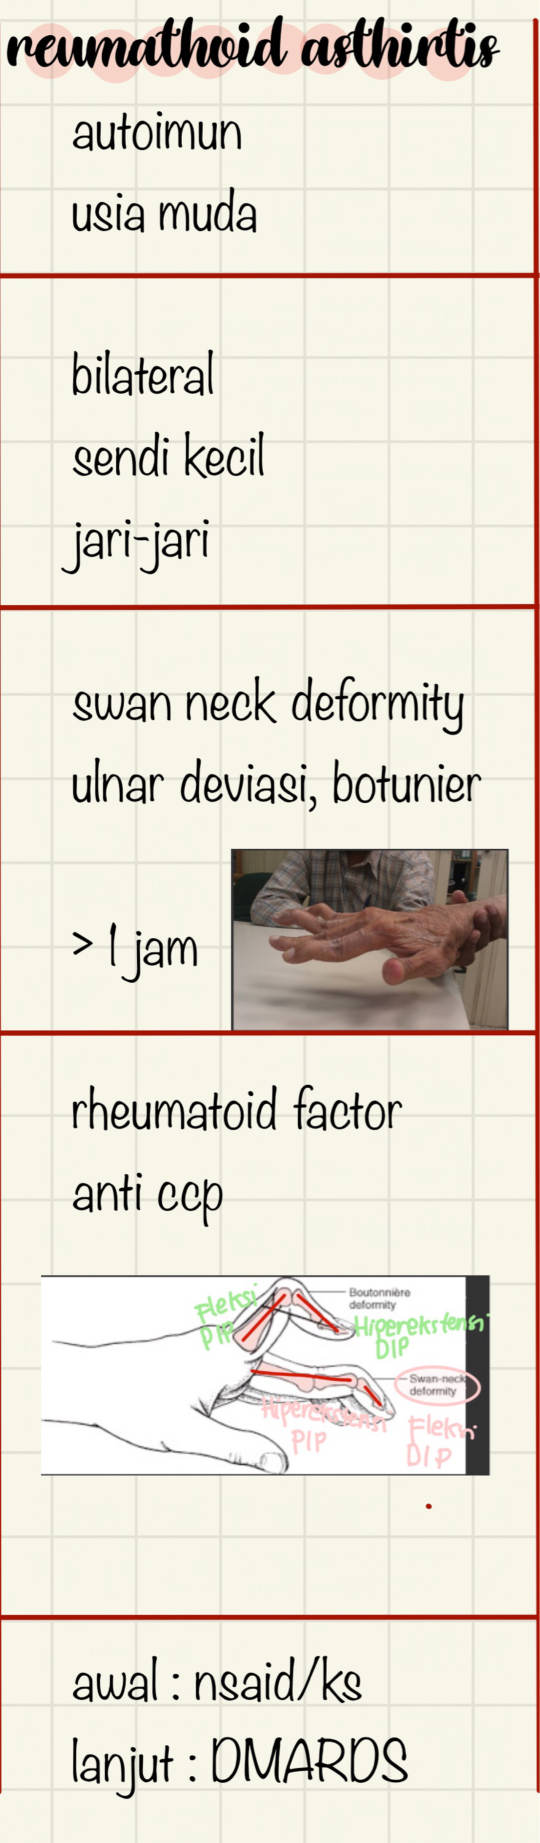 reumathoid asthirtis
autoimun
usia muda
bilateral
sendi kecil
jari-jari
swan neck deformity
ulnar deviasi, botunier
> 1 jam
rheumatoid factor
anti ccp
Boutonnière
deformity
Fleksi
PIP
Hiperekstensi
DIP
Swan-neck
deformity
Hiperekstensi
PIP
Fleksi
DIP
awal : nsaid/ks
lanjut : DMARDS